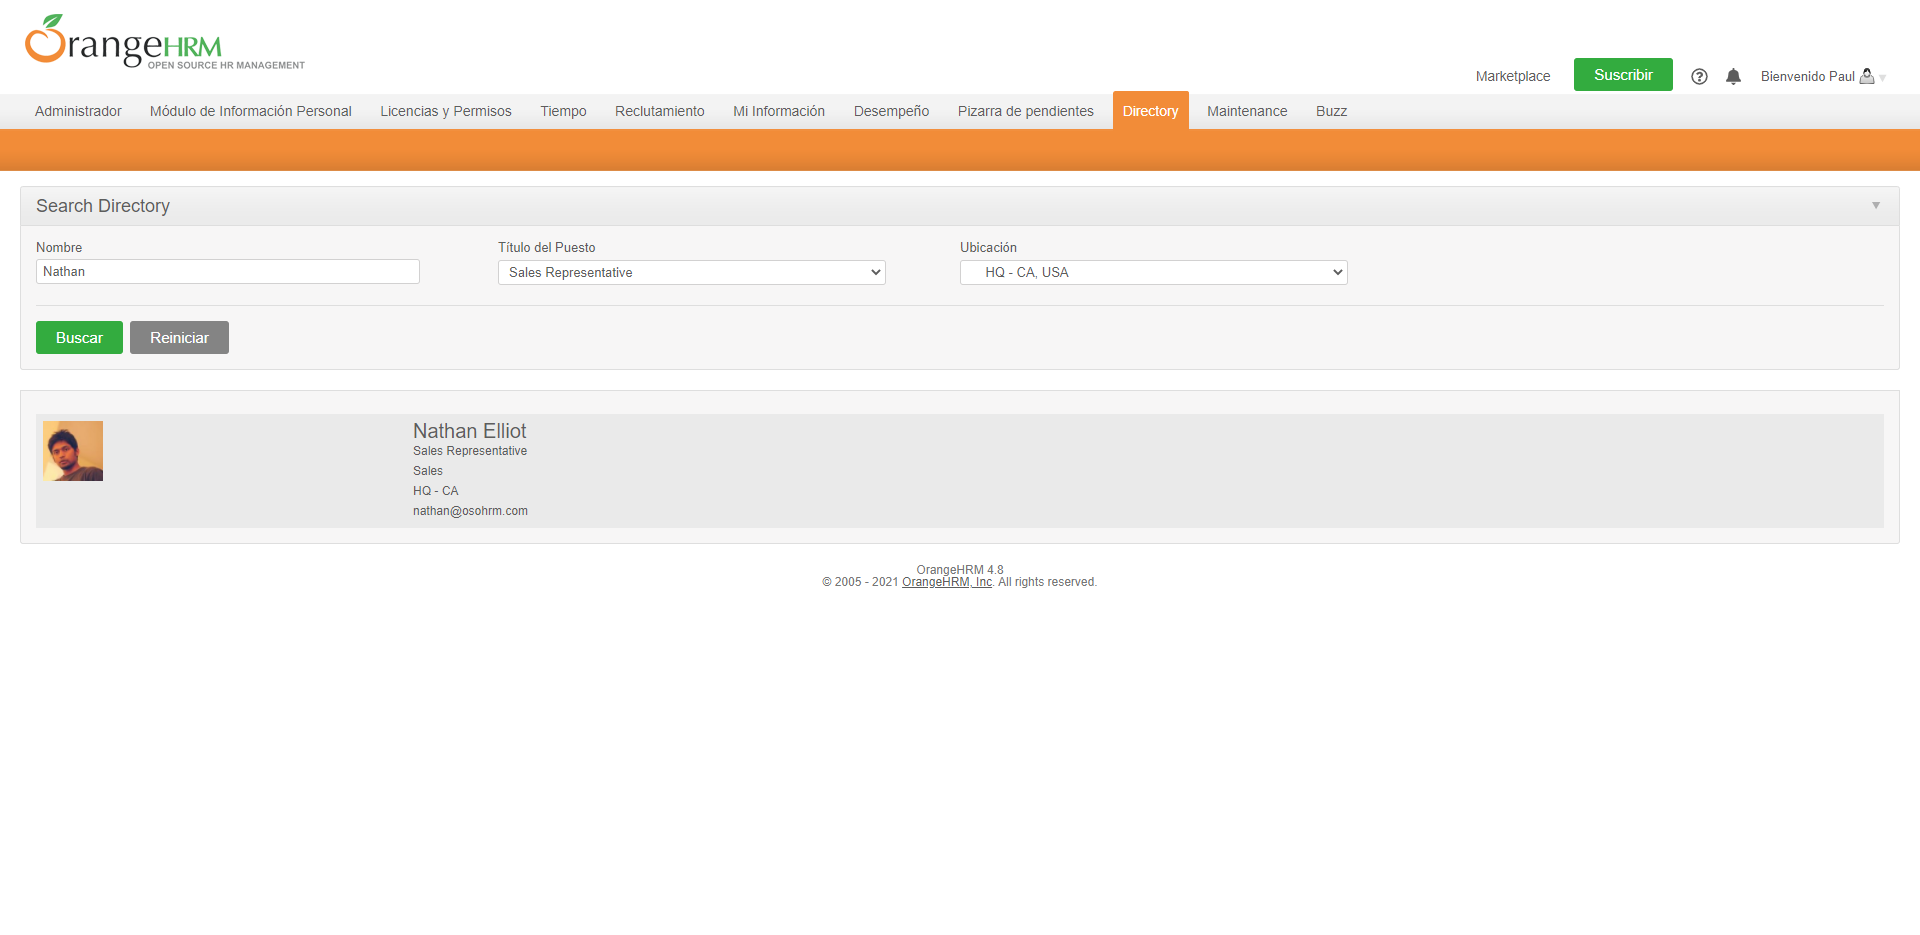 OrangeHRM
OPEN SOURCE HR MANAGEMENT
Marketplace
Suscribir
Bienvenido Paul
Administrador
Módulo de Información Personal
Licencias y Permisos
Tiempo
Reclutamiento
Mi Información
Desempeño
Pizarra de pendientes
Directory
Maintenance
Buzz
Search Directory
Nombre
Título del Puesto
Ubicación
Nathan
Sales Representative
HQ - CA, USA
Buscar
Reiniciar
Nathan Elliot
Sales Representative
Sales
HQ - CA
nathan@osohrm.com
OrangeHRM 4.8
© 2005 - 2021 OrangeHRM, Inc. All rights reserved.